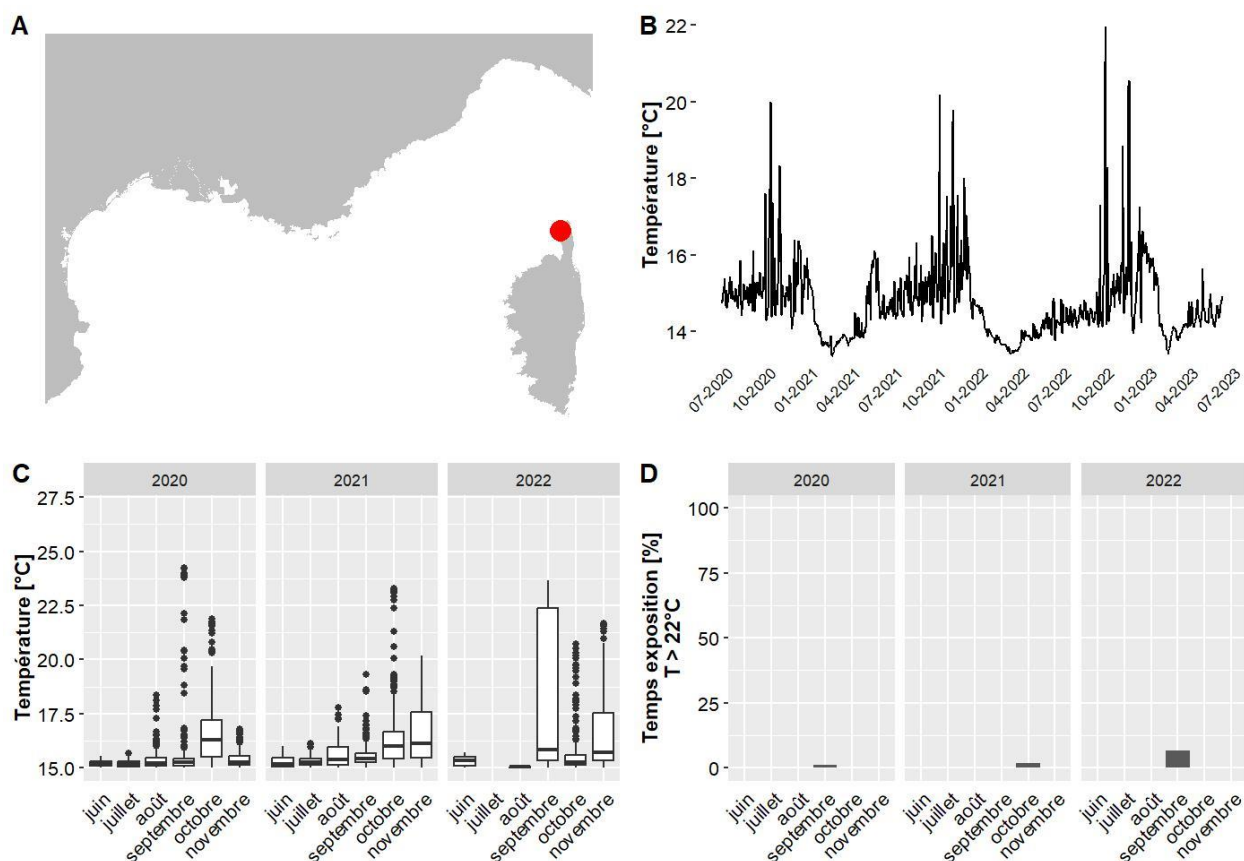 A
B
Température [°C]
22
20
18
16
14
07-2020
10-2020
01-2021
04-2021
07-2021
10-2021
01-2022
04-2022
07-2022
10-2022
01-2023
04-2023
07-2023
C
2020
2021
2022
Température [°C]
27.5
25.0
22.5
20.0
17.5
15.0
juin
juillet
août
septembre
octobre
novembre
juin
juillet
août
septembre
octobre
novembre
juin
juillet
août
septembre
octobre
novembre
D
2020
2021
2022
Temps exposition [%]
T > 22°C
100
75
50
25
0
juin
juillet
août
septembre
octobre
novembre
juin
juillet
août
septembre
octobre
novembre
juin
juillet
août
septembre
octobre
novembre